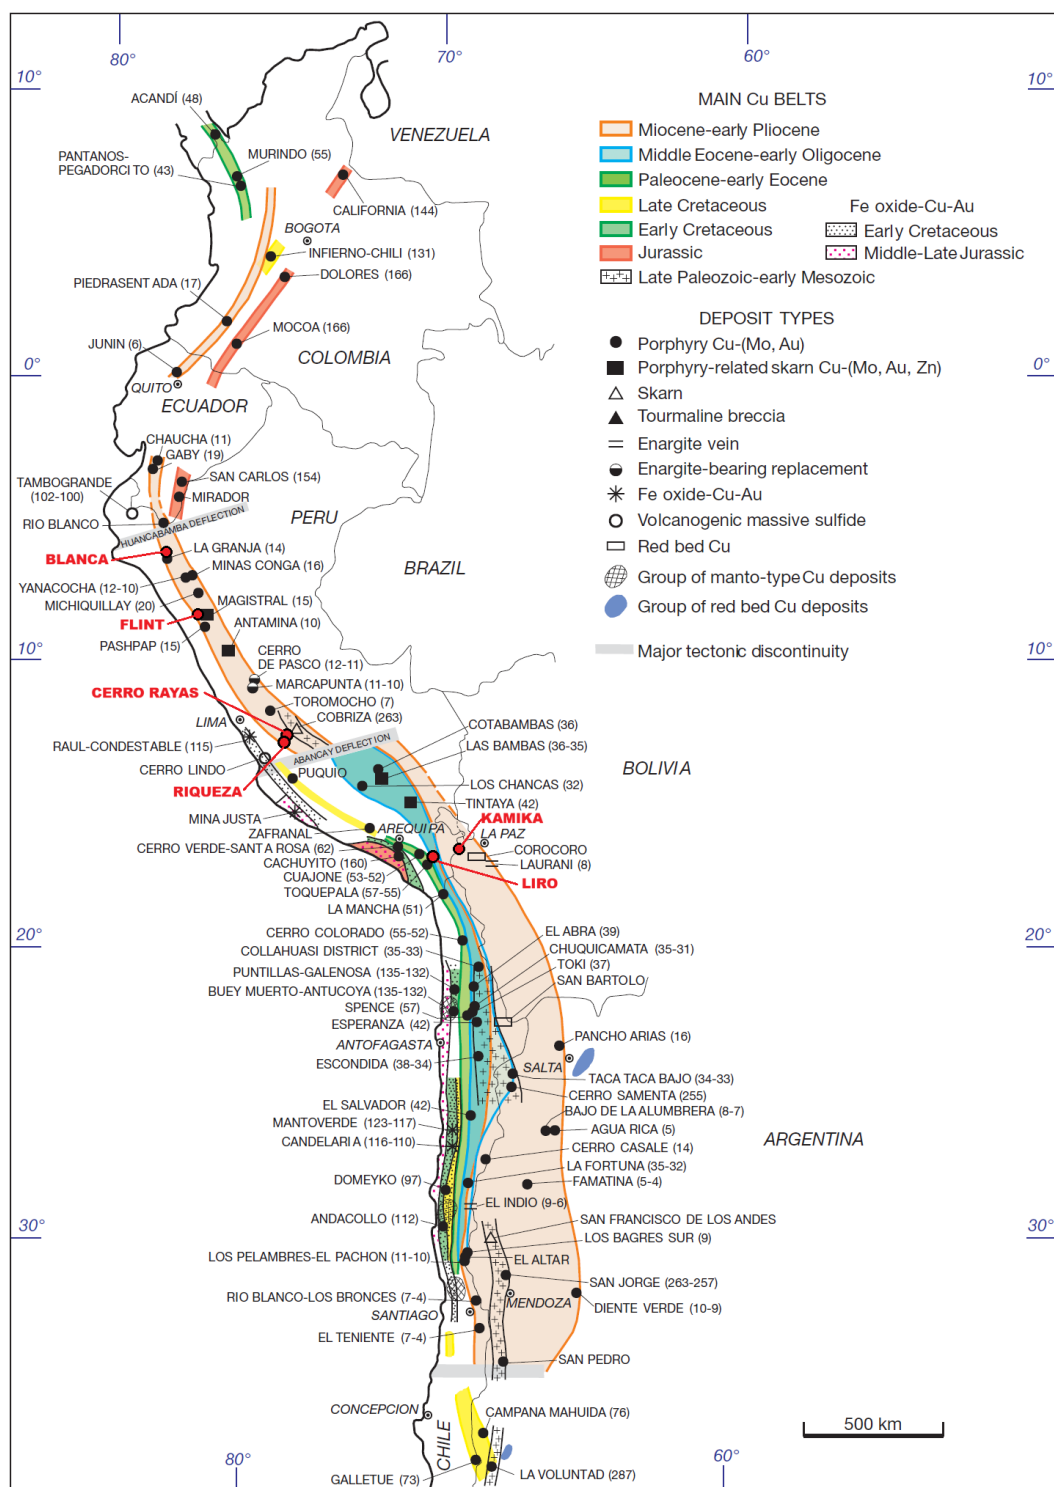 80°
70°
60°
10°
10°
ACANDÍ (48)
VENEZUELA
PANTANOS-
PEGADORCITO (43)
MURINDO (55)
CALIFORNIA (144)
BOGOTA
INFIERNO-CHILI (131)
DOLORES (166)
PIEDRASENTADA (17)
MOCOA (166)
JUNIN (6)
COLOMBIA
0°
0°
QUITO
ECUADOR
MAIN Cu BELTS
Miocene-early Pliocene
Middle Eocene-early Oligocene
Paleocene-early Eocene
Late Cretaceous
Early Cretaceous
Jurassic
Late Paleozoic-early Mesozoic
Fe oxide-Cu-Au
Early Cretaceous
Middle-Late Jurassic
DEPOSIT TYPES
Porphyry Cu-(Mo, Au)
Porphyry-related skarn Cu-(Mo, Au, Zn)
Skarn
Tourmaline breccia
Enargite vein
Enargite-bearing replacement
Fe oxide-Cu-Au
Volcanogenic massive sulfide
Red bed Cu
Group of manto-type Cu deposits
Group of red bed Cu deposits
Major tectonic discontinuity
CHAUCHA (11)
GABY (19)
SAN CARLOS (154)
TAMBOGRANDE
(102-100)
MIRADOR
RIO BLANCO
HUANCABAMBA DEFLECTION
PERU
BLANCA
LA GRANJA (14)
MINAS CONGA (16)
BRAZIL
YANACOCHA (12-10)
MICHIQUILLAY (20)
MAGISTRAL (15)
FLINT
ANTAMINA (10)
PASHPAP (15)
10°
10°
CERRO
DE PASCO (12-11)
MARCAPUNTA (11-10)
CERRO RAYAS
TOROMOCHO (7)
LIMA
COBRIZA (263)
COTABAMBAS (36)
RAUL-CONDESTABLE (115)
ABANCAY DEFLECTION
LAS BAMBAS (36-35)
CERRO LINDO
PUQUIO
BOLIVIA
RIQUEZA
LOS CHANCAS (32)
TINTAYA (42)
MINA JUSTA
KAMIKA
ZAFRANAL
AREQUIPA
LA PAZ
CERRO VERDE-SANTA ROSA (62)
COROCORO
CACHUYITO (160)
LAURANI (8)
CUAJONE (53-52)
LIRO
TOQUEPALA (57-55)
LA MANCHA (51)
20°
20°
CERRO COLORADO (55-52)
EL ABRA (39)
COLLAHUASI DISTRICT (35-33)
CHUQUICAMATA (35-31)
TOKI (37)
PUNTILLAS-GALENOSA (135-132)
SAN BARTOLO
BUEY MUERTO-ANTUCOYA (135-132)
SPENCE (57)
ESPERANZA (42)
PANCHO ARIAS (16)
ANTOFAGASTA
ESCONDIDA (38-34)
SALTA
TACA TACA BAJO (34-33)
CERRO SAMENTA (255)
EL SALVADOR (42)
BAJO DE LA ALUMBRERA (8-7)
MANTOVERDE (123-117)
AGUA RICA (5)
CANDELARIA (116-110)
ARGENTINA
CERRO CASALE (14)
LA FORTUNA (35-32)
DOMEYKO (97)
FAMATINA (5-4)
EL INDIO (9-6)
ANDACOLLO (112)
SAN FRANCISCO DE LOS ANDES
30°
30°
LOS BAGRES SUR (9)
LOS PELAMBRES-EL PACHON (11-10)
EL ALTAR
SAN JORGE (263-257)
RIO BLANCO-LOS BRONCES (7-4)
MENDOZA
DIENTE VERDE (10-9)
SANTIAGO
EL TENIENTE (7-4)
SAN PEDRO
CONCEPCION
CAMPANA MAHUIDA (76)
500 km
CHILE
80°
60°
GALLETUE (73)
LA VOLUNTAD (287)